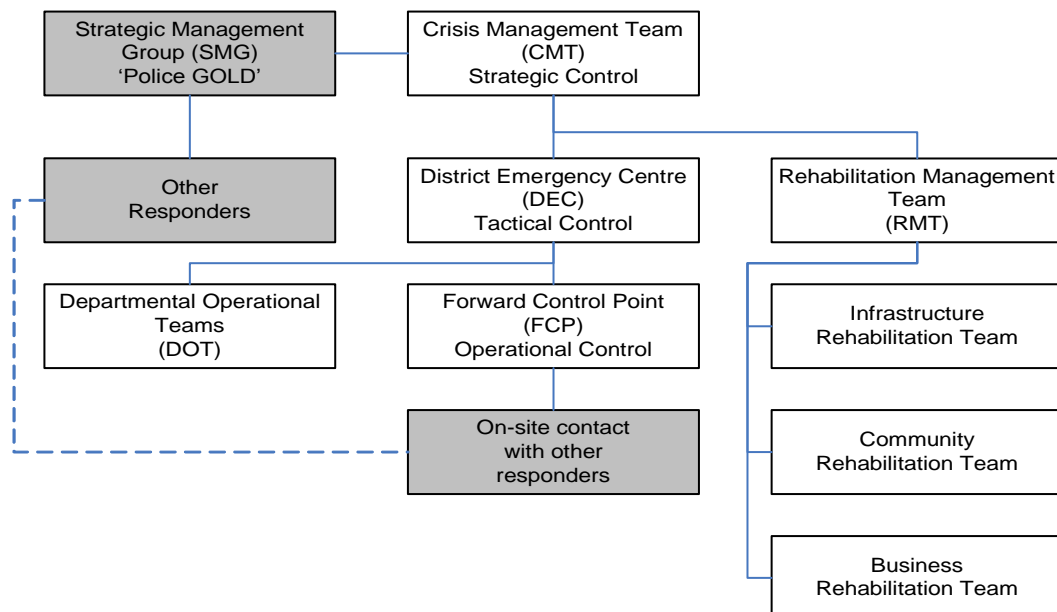 Strategic Management
Group (SMG)
‘Police GOLD’
Crisis Management Team
(CMT)
Strategic Control
Other
Responders
District Emergency Centre
(DEC)
Tactical Control
Rehabilitation Management
Team
(RMT)
Departmental Operational
Teams
(DOT)
Forward Control Point
(FCP)
Operational Control
Infrastructure
Rehabilitation Team
On-site contact
with other
responders
Community
Rehabilitation Team
Business
Rehabilitation Team